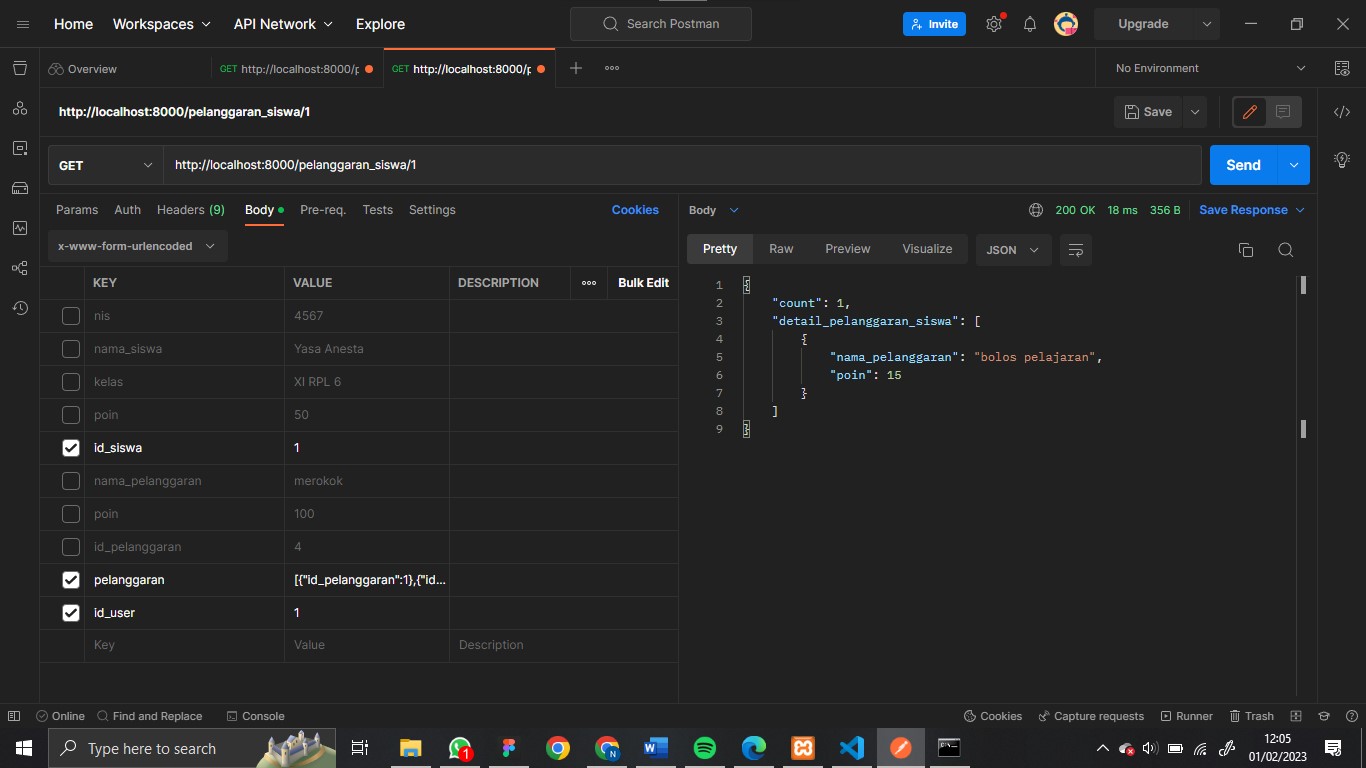 Home Workspaces API Network Explore Search Postman Invite Upgrade
Overview GET http://localhost:8000/p GET http://localhost:8000/p No Environment
http://localhost:8000/pelanggaran_siswa/1 Save
GET http://localhost:8000/pelanggaran_siswa/1 Send
Params Auth Headers (9) Body Pre-req. Tests Settings Cookies
Body 200 OK 18 ms 356 B Save Response
x-www-form-urlencoded
Pretty Raw Preview Visualize JSON
KEY VALUE DESCRIPTION Bulk Edit
nis 4567
nama_siswa Yasa Anesta
kelas XI RPL 6
poin 50
id_siswa 1
nama_pelanggaran merokok
poin 100
id_pelanggaran 4
pelanggaran [{"id_pelanggaran":1},{"id...
id_user 1
Key Value Description
1 {
2 "count": 1,
3 "detail_pelanggaran_siswa": [
4 {
5 "nama_pelanggaran": "bolos pelajaran",
6 "poin": 15
7 }
8 ]
9 }
Online Find and Replace Console Cookies Capture requests Runner Trash
Type here to search
1
N
12:05
01/02/2023